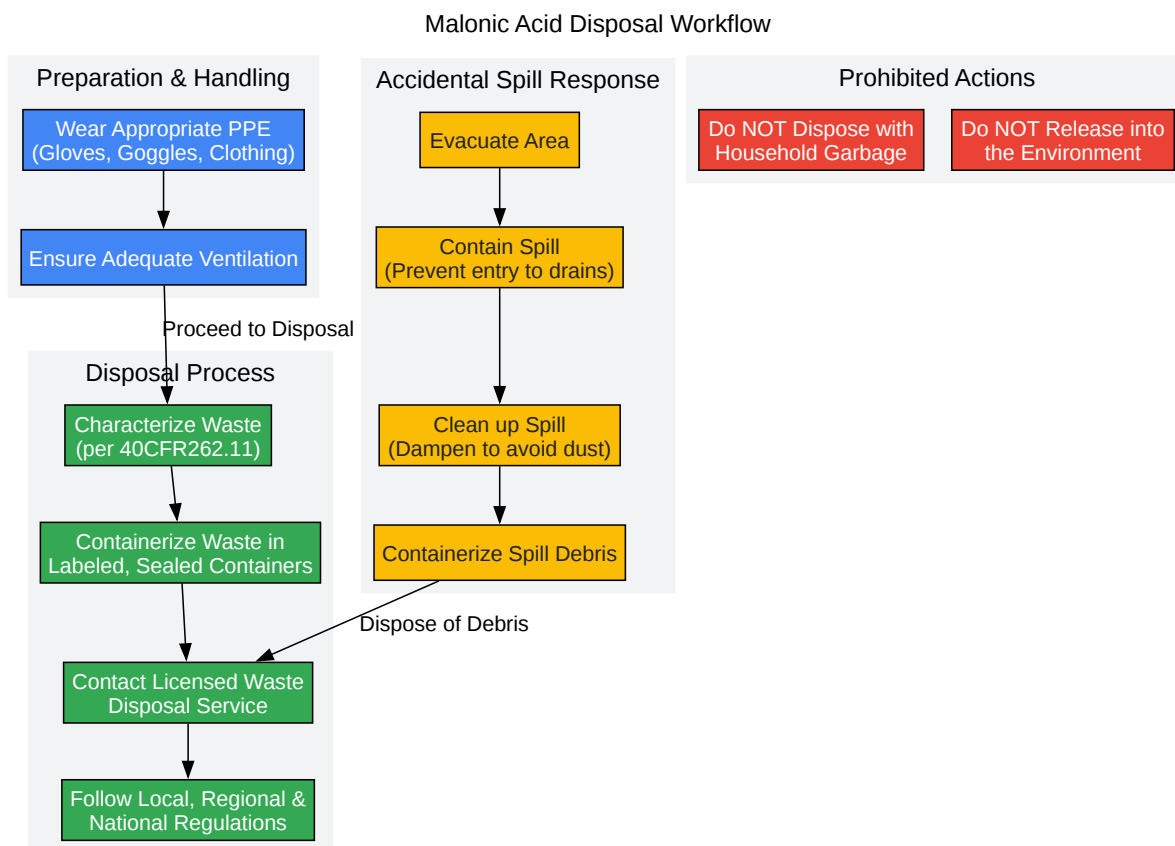 Malonic Acid Disposal Workflow
Preparation & Handling
Wear Appropriate PPE
(Gloves, Goggles, Clothing)
Ensure Adequate Ventilation
Proceed to Disposal
Disposal Process
Characterize Waste
(per 40CFR262.11)
Containerize Waste in
Labeled, Sealed Containers
Contact Licensed Waste
Disposal Service
Follow Local, Regional &
National Regulations
Accidental Spill Response
Evacuate Area
Contain Spill
(Prevent entry to drains)
Clean up Spill
(Dampen to avoid dust)
Containerize Spill Debris
Dispose of Debris
Prohibited Actions
Do NOT Dispose with
Household Garbage
Do NOT Release into
the Environment